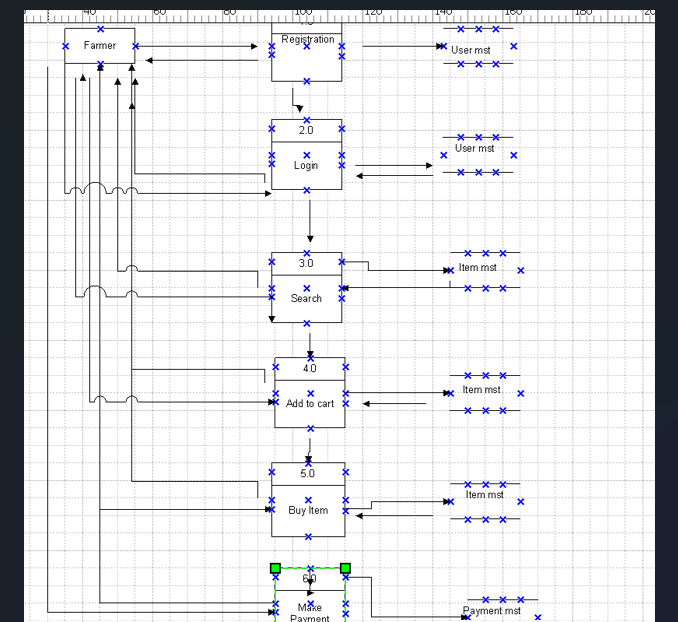 40 60 80 100 120 140 160 180
Farmer
Registration
User mst
2.0
Login
User mst
3.0
Search
Item mst
4.0
Add to cart
Item mst
5.0
Buy Item
Item mst
6.0
Make
Payment
Payment mst